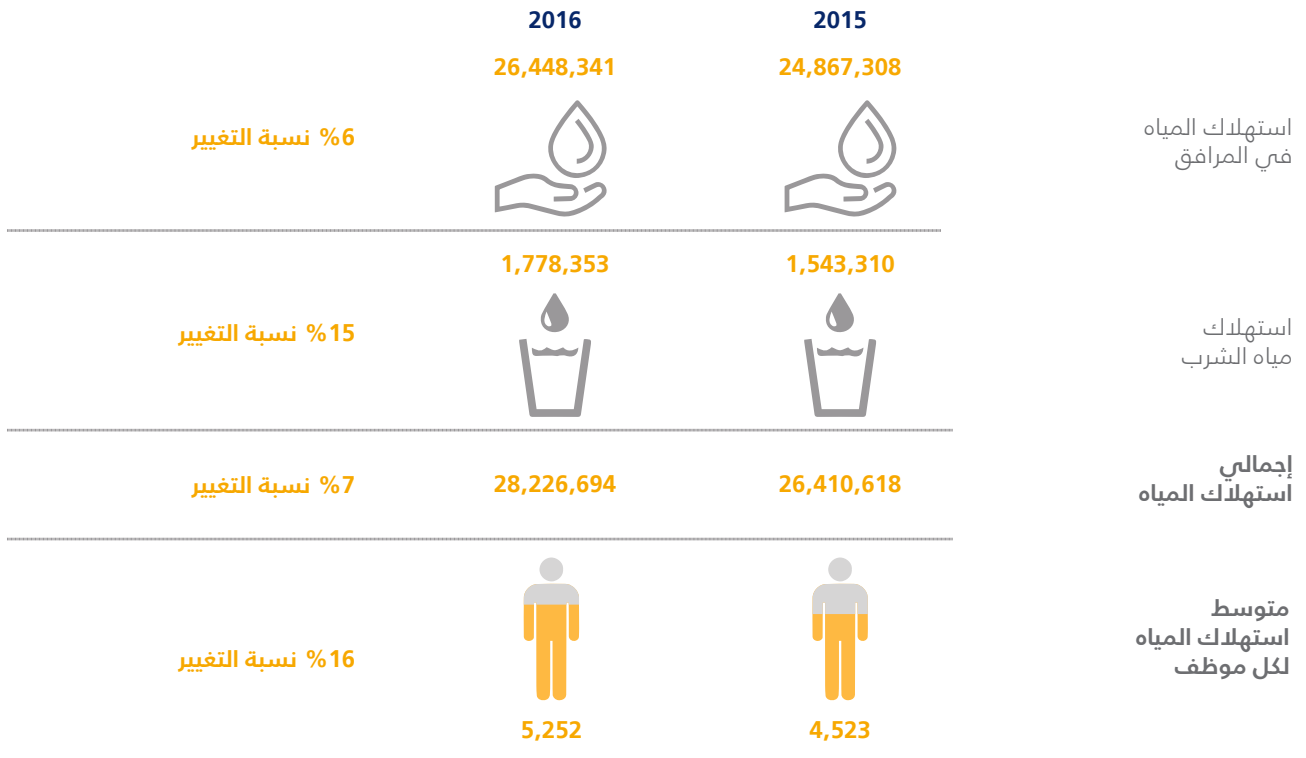 2015
2016
24,867,308
26,448,341
استهلاك المياه
في المرافق
%6 نسبة التغيير
1,543,310
1,778,353
استهلاك
مياه الشرب
%15 نسبة التغيير
إجمالي
استهلاك المياه
26,410,618
28,226,694
%7 نسبة التغيير
متوسط
استهلاك المياه
لكل موظف
%16 نسبة التغيير
4,523
5,252